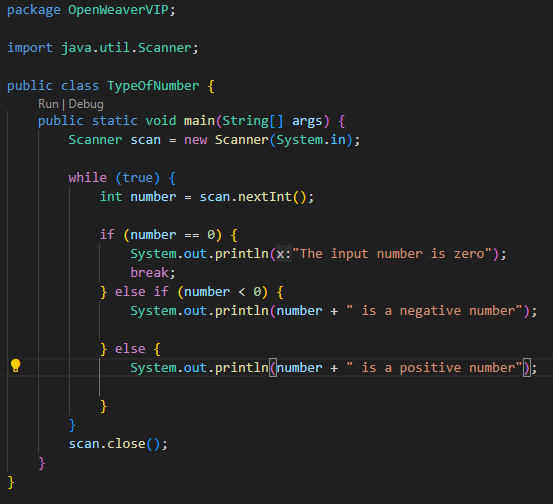 package OpenWeaverVIP;
import java.util.Scanner;
public class TypeOfNumber {
Run | Debug
public static void main(String[] args) {
Scanner scan = new Scanner(System.in);
while (true) {
int number = scan.nextInt();
if (number == 0) {
System.out.println(x:"The input number is zero");
break;
} else if (number < 0) {
System.out.println(number + " is a negative number");
} else {
System.out.println(number + " is a positive number");
}
}
scan.close();
}
}